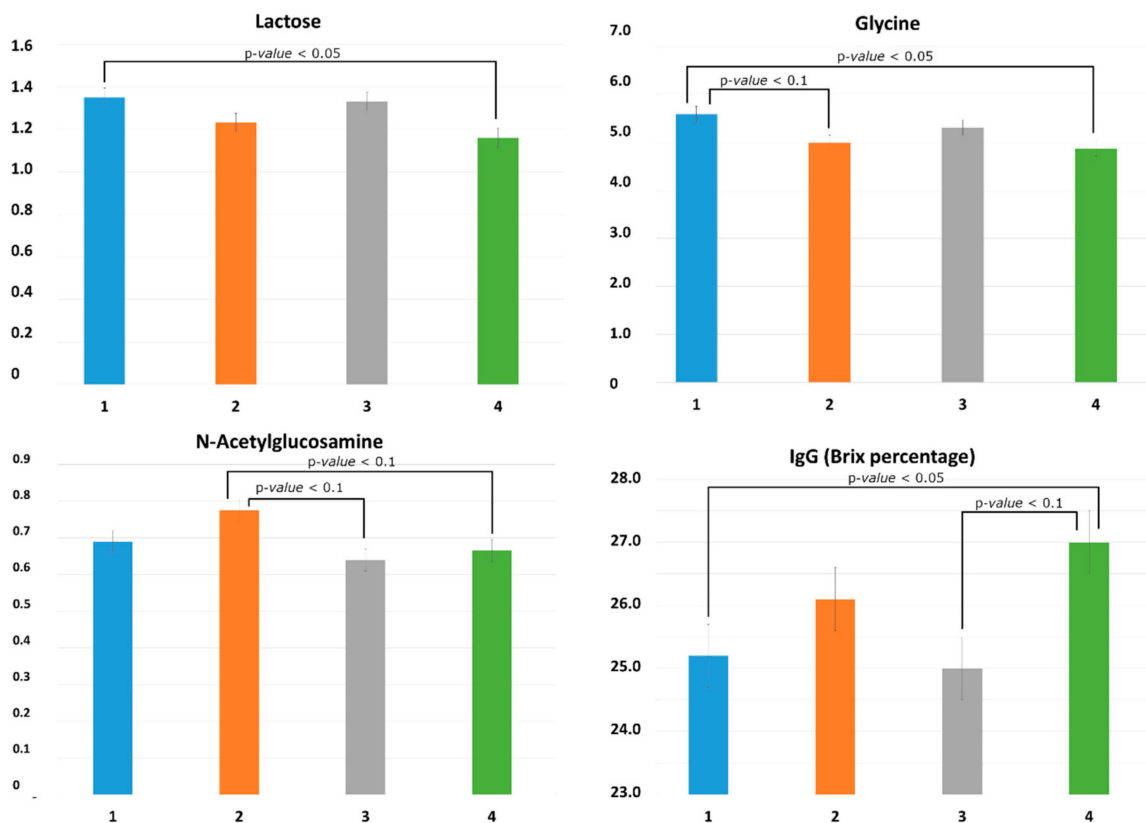 Lactose
1.6
p-value < 0.05
1.4
1.2
1.0
0.8
0.6
0.4
0.2
0
1 2 3 4
Glycine
7.0
p-value < 0.05
6.0
p-value < 0.1
5.0
4.0
3.0
2.0
1.0
0
1 2 3 4
N-Acetylglucosamine
0.9
p-value < 0.1
0.8
p-value < 0.1
0.7
0.6
0.5
0.4
0.3
0.2
0.1
0
-
1 2 3 4
IgG (Brix percentage)
28.0
p-value < 0.05
p-value < 0.1
27.0
26.0
25.0
24.0
23.0
1 2 3 4